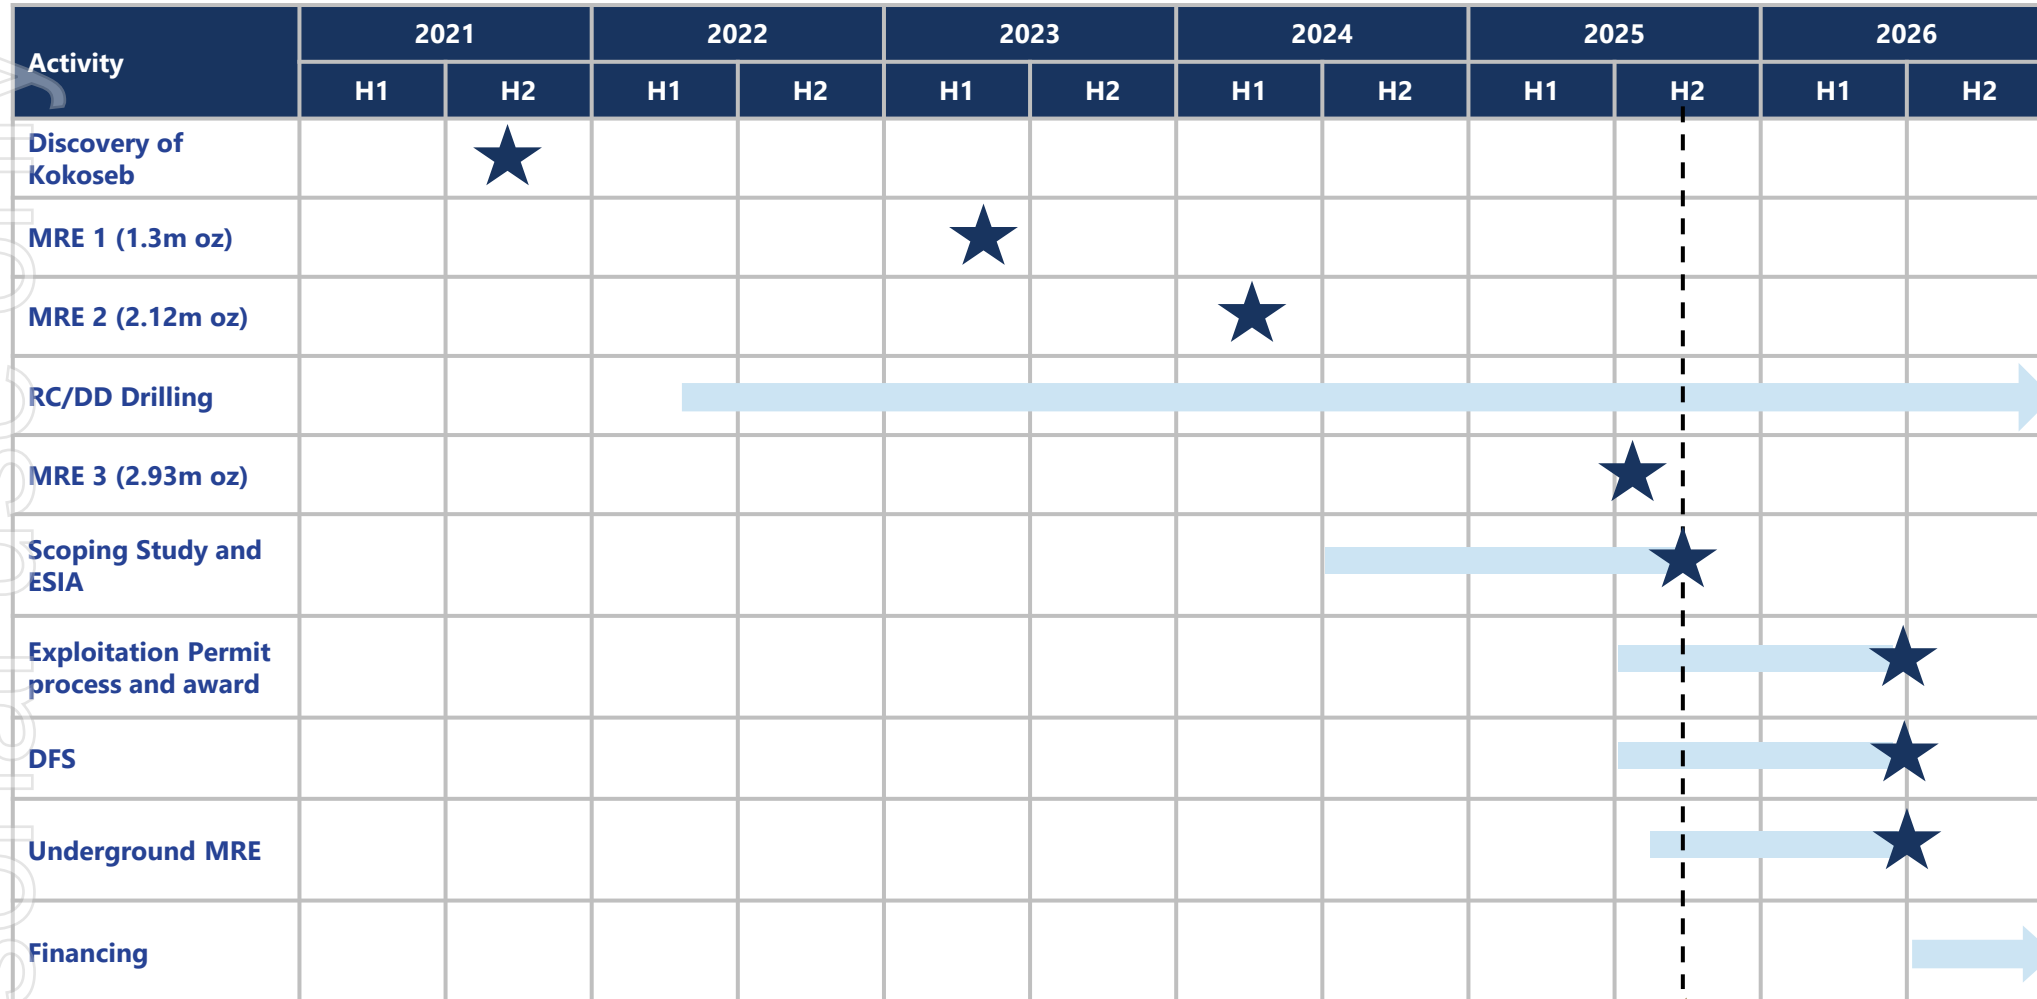 Activity
2021
2022
2023
2024
2025
2026
H1
H2
H1
H2
H1
H2
H1
H2
H1
H2
H1
H2
Discovery of
Kokoseb
MRE 1 (1.3m oz)
MRE 2 (2.12m oz)
RC/DD Drilling
MRE 3 (2.93m oz)
Scoping Study and
ESIA
Exploitation Permit
process and award
DFS
Underground MRE
Financing